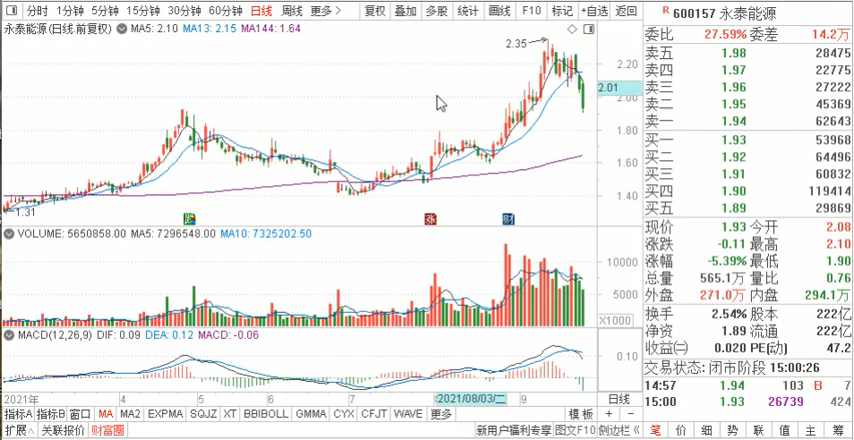 分时 1分钟 5分钟 15分钟 30分钟 60分钟 日线 周线 更多 复权 叠加 多股 统计 画线 F10 标记 +自选 返回
R 600157 永泰能源
永泰能源(日线.前复权) MA5: 2.10 MA13: 2.15 MA144: 1.64
2.35
2.20
2.01
2.00
1.80
1.60
1.40
1.31
涨 财
VOLUME: 5650858.00 MA5: 7296548.00 MA10: 7325202.50
10000
5000
X1000
MACD(12,26,9) DIF: 0.09 DEA: 0.12 MACD: -0.06
0.10
2021年 4 5 6 7 2021/08/03/二 9 日线
指标A 指标B 窗口 MA MA2 EXPMA SQJZ XT BBIBOLL GMMA CYX CFJT WAVE 更多 模板 + −
扩展∧ 关联报价 财富圈 新用户福利专享 图文F10 侧边栏 <<
委比 27.59% 委差 14.2万
卖五 1.98 28475
卖四 1.97 22775
卖三 1.96 27222
卖二 1.95 45369
卖一 1.94 62643
买一 1.93 53968
买二 1.92 64496
买三 1.91 60832
买四 1.90 119414
买五 1.89 29869
现价 1.93 今开 2.08
涨跌 -0.11 最高 2.10
涨幅 -5.39% 最低 1.90
总量 565.1万 量比 0.76
外盘 271.0万 内盘 294.1万
换手 2.54% 股本 222亿
净资 1.89 流通 222亿
收益㈡ 0.020 PE(动) 47.2
交易状态: 闭市阶段 15:00:26
14:57 1.94 103 B 7
15:00 1.93 26739 424
笔 价 细 势 联 值 主 筹